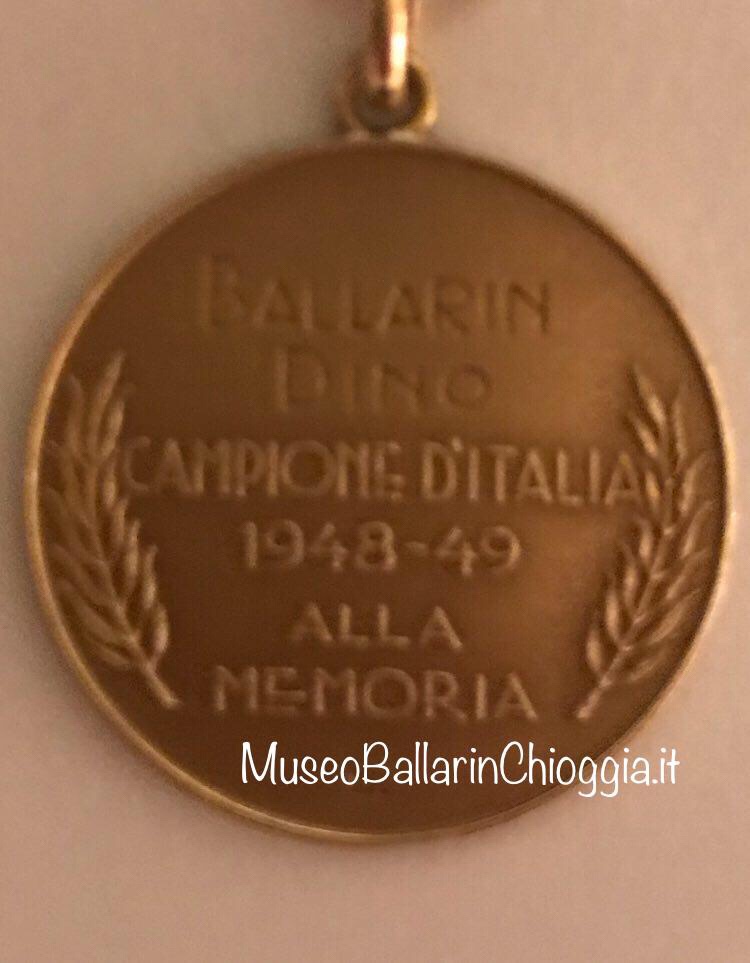 BALLARIN
DINO
CAMPIONE D'ITALIA
1948-49
ALLA
MEMORIA
MuseoBallarinChioggia.it